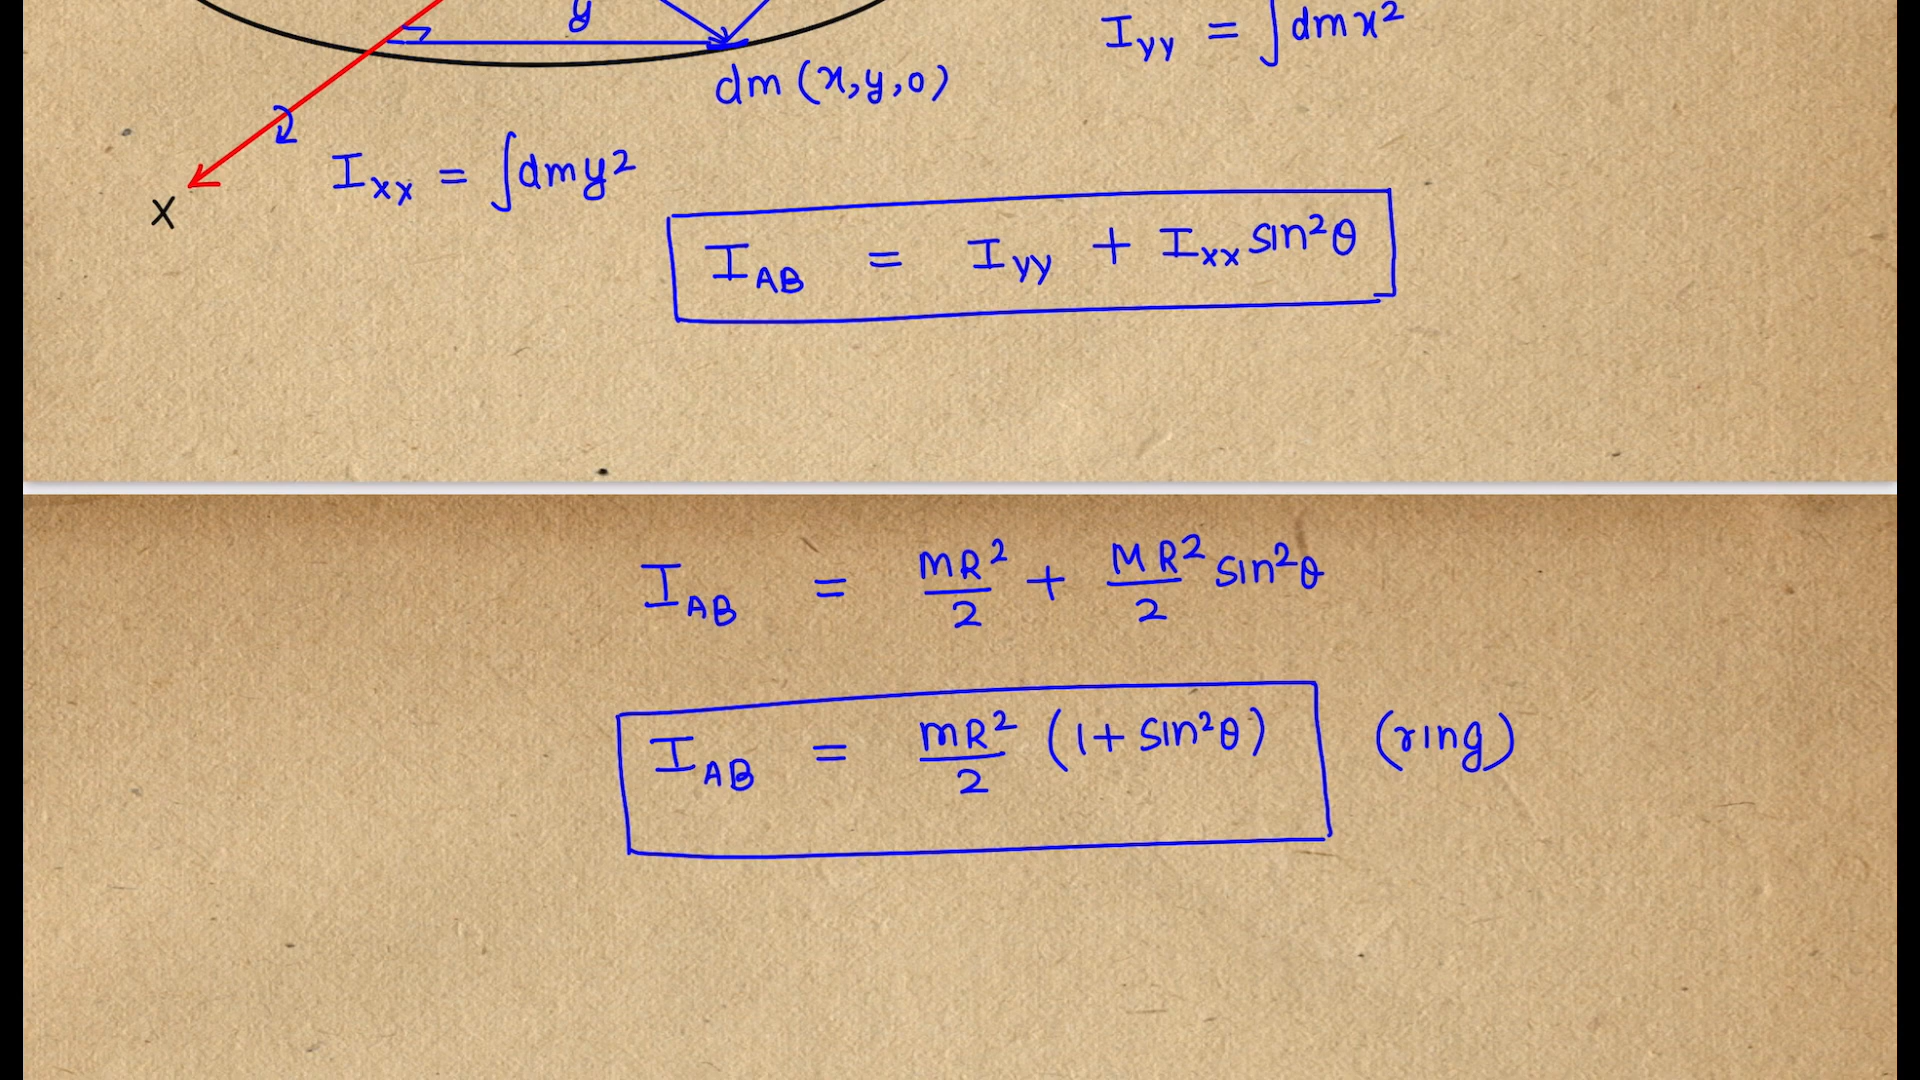 y
I_YY = ∫dm x²
dm (x,y,0)
2
I_XX = ∫dm y²
X
I_AB = I_YY + I_XX sin²θ
I_AB = mR²/2 + MR²/2 sin²θ
I_AB = mR²/2 (1 + sin²θ) (ring)